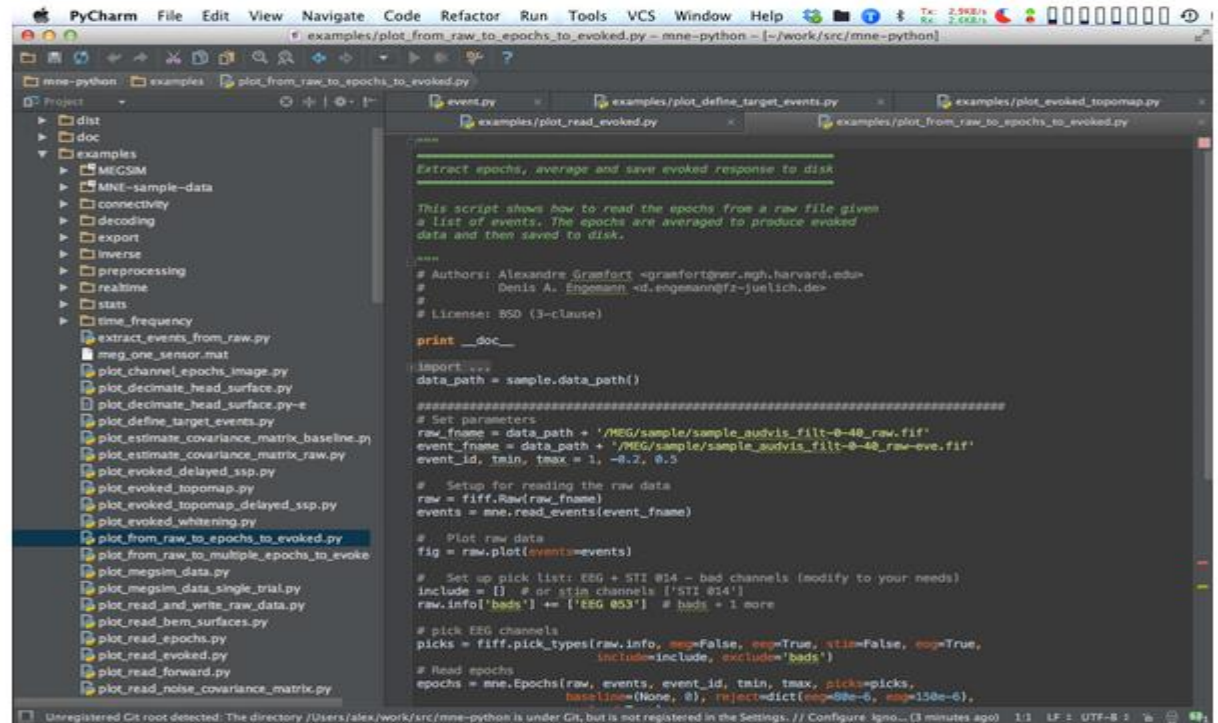 PyCharm File Edit View Navigate Code Refactor Run Tools VCS Window Help Tx: 2.9KB/s
Rx: 2.6KB/s
examples/plot_from_raw_to_epochs_to_evoked.py – mne-python – [~/work/src/mne-python]
mne-python examples plot_from_raw_to_epochs_to_evoked.py
Project
event.py examples/plot_define_target_events.py examples/plot_evoked_topomap.py
examples/plot_read_evoked.py examples/plot_from_raw_to_epochs_to_evoked.py
dist
doc
examples
MEGSIM
MNE-sample-data
connectivity
decoding
export
inverse
preprocessing
realtime
stats
time_frequency
extract_events_from_raw.py
meg_one_sensor.mat
plot_channel_epochs_image.py
plot_decimate_head_surface.py
plot_decimate_head_surface.py-e
plot_define_target_events.py
plot_estimate_covariance_matrix_baseline.py
plot_estimate_covariance_matrix_raw.py
plot_evoked_delayed_ssp.py
plot_evoked_topomap.py
plot_evoked_topomap_delayed_ssp.py
plot_evoked_whitening.py
plot_from_raw_to_epochs_to_evoked.py
plot_from_raw_to_multiple_epochs_to_evoke
plot_megsim_data.py
plot_megsim_data_single_trial.py
plot_read_and_write_raw_data.py
plot_read_bem_surfaces.py
plot_read_epochs.py
plot_read_evoked.py
plot_read_forward.py
plot_read_noise_covariance_matrix.py
"""
Extract epochs, average and save evoked response to disk
This script shows how to read the epochs from a raw file given
a list of events. The epochs are averaged to produce evoked
data and then saved to disk.
"""
# Authors: Alexandre Gramfort <gramfort@nmr.mgh.harvard.edu>
# Denis A. Engemann <d.engemann@fz-juelich.de>
#
# License: BSD (3-clause)
print __doc__
import ...
data_path = sample.data_path()
# Set parameters
raw_fname = data_path + '/MEG/sample/sample_audvis_filt-0-40_raw.fif'
event_fname = data_path + '/MEG/sample/sample_audvis_filt-0-40_raw-eve.fif'
event_id, tmin, tmax = 1, -0.2, 0.5
# Setup for reading the raw data
raw = fiff.Raw(raw_fname)
events = mne.read_events(event_fname)
# Plot raw data
fig = raw.plot(events=events)
# Set up pick list: EEG + STI 014 - bad channels (modify to your needs)
include = [] # or stim channels ['STI 014']
raw.info['bads'] += ['EEG 053'] # bads + 1 more
# pick EEG channels
picks = fiff.pick_types(raw.info, meg=False, eeg=True, stim=False, eog=True,
include=include, exclude='bads')
# Read epochs
epochs = mne.Epochs(raw, events, event_id, tmin, tmax, picks=picks,
baseline=(None, 0), reject=dict(eeg=80e-6, eog=150e-6),
Unregistered Git root detected: The directory /Users/alex/work/src/mne-python is under Git, but is not registered in the Settings. // Configure Igno... (3 minutes ago) 1:1 LF UTF-8